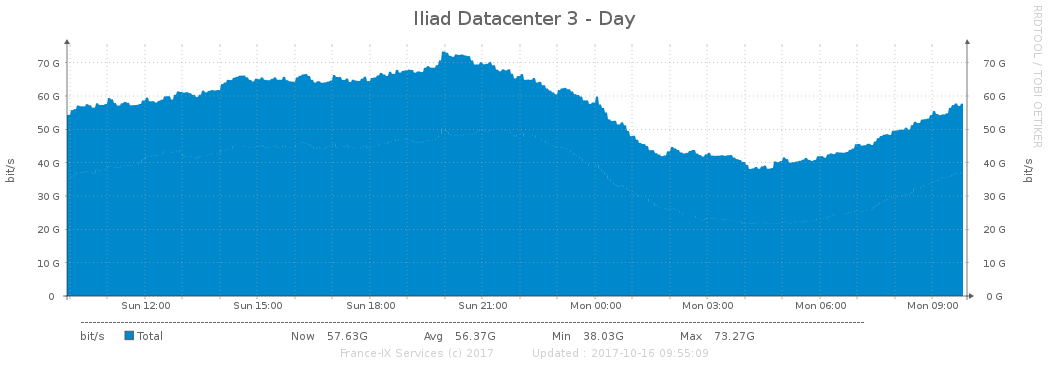 Iliad Datacenter 3 - Day
RRDTOOL / TOBI OETIKER
bit/s
70 G 70 G
60 G 60 G
50 G 50 G
40 G 40 G
30 G 30 G
20 G 20 G
10 G 10 G
0 0 G
bit/s
Sun 12:00 Sun 15:00 Sun 18:00 Sun 21:00 Mon 00:00 Mon 03:00 Mon 06:00 Mon 09:00
bit/s Total Now 57.63G Avg 56.37G Min 38.03G Max 73.27G
France-IX Services (c) 2017 Updated : 2017-10-16 09:55:09